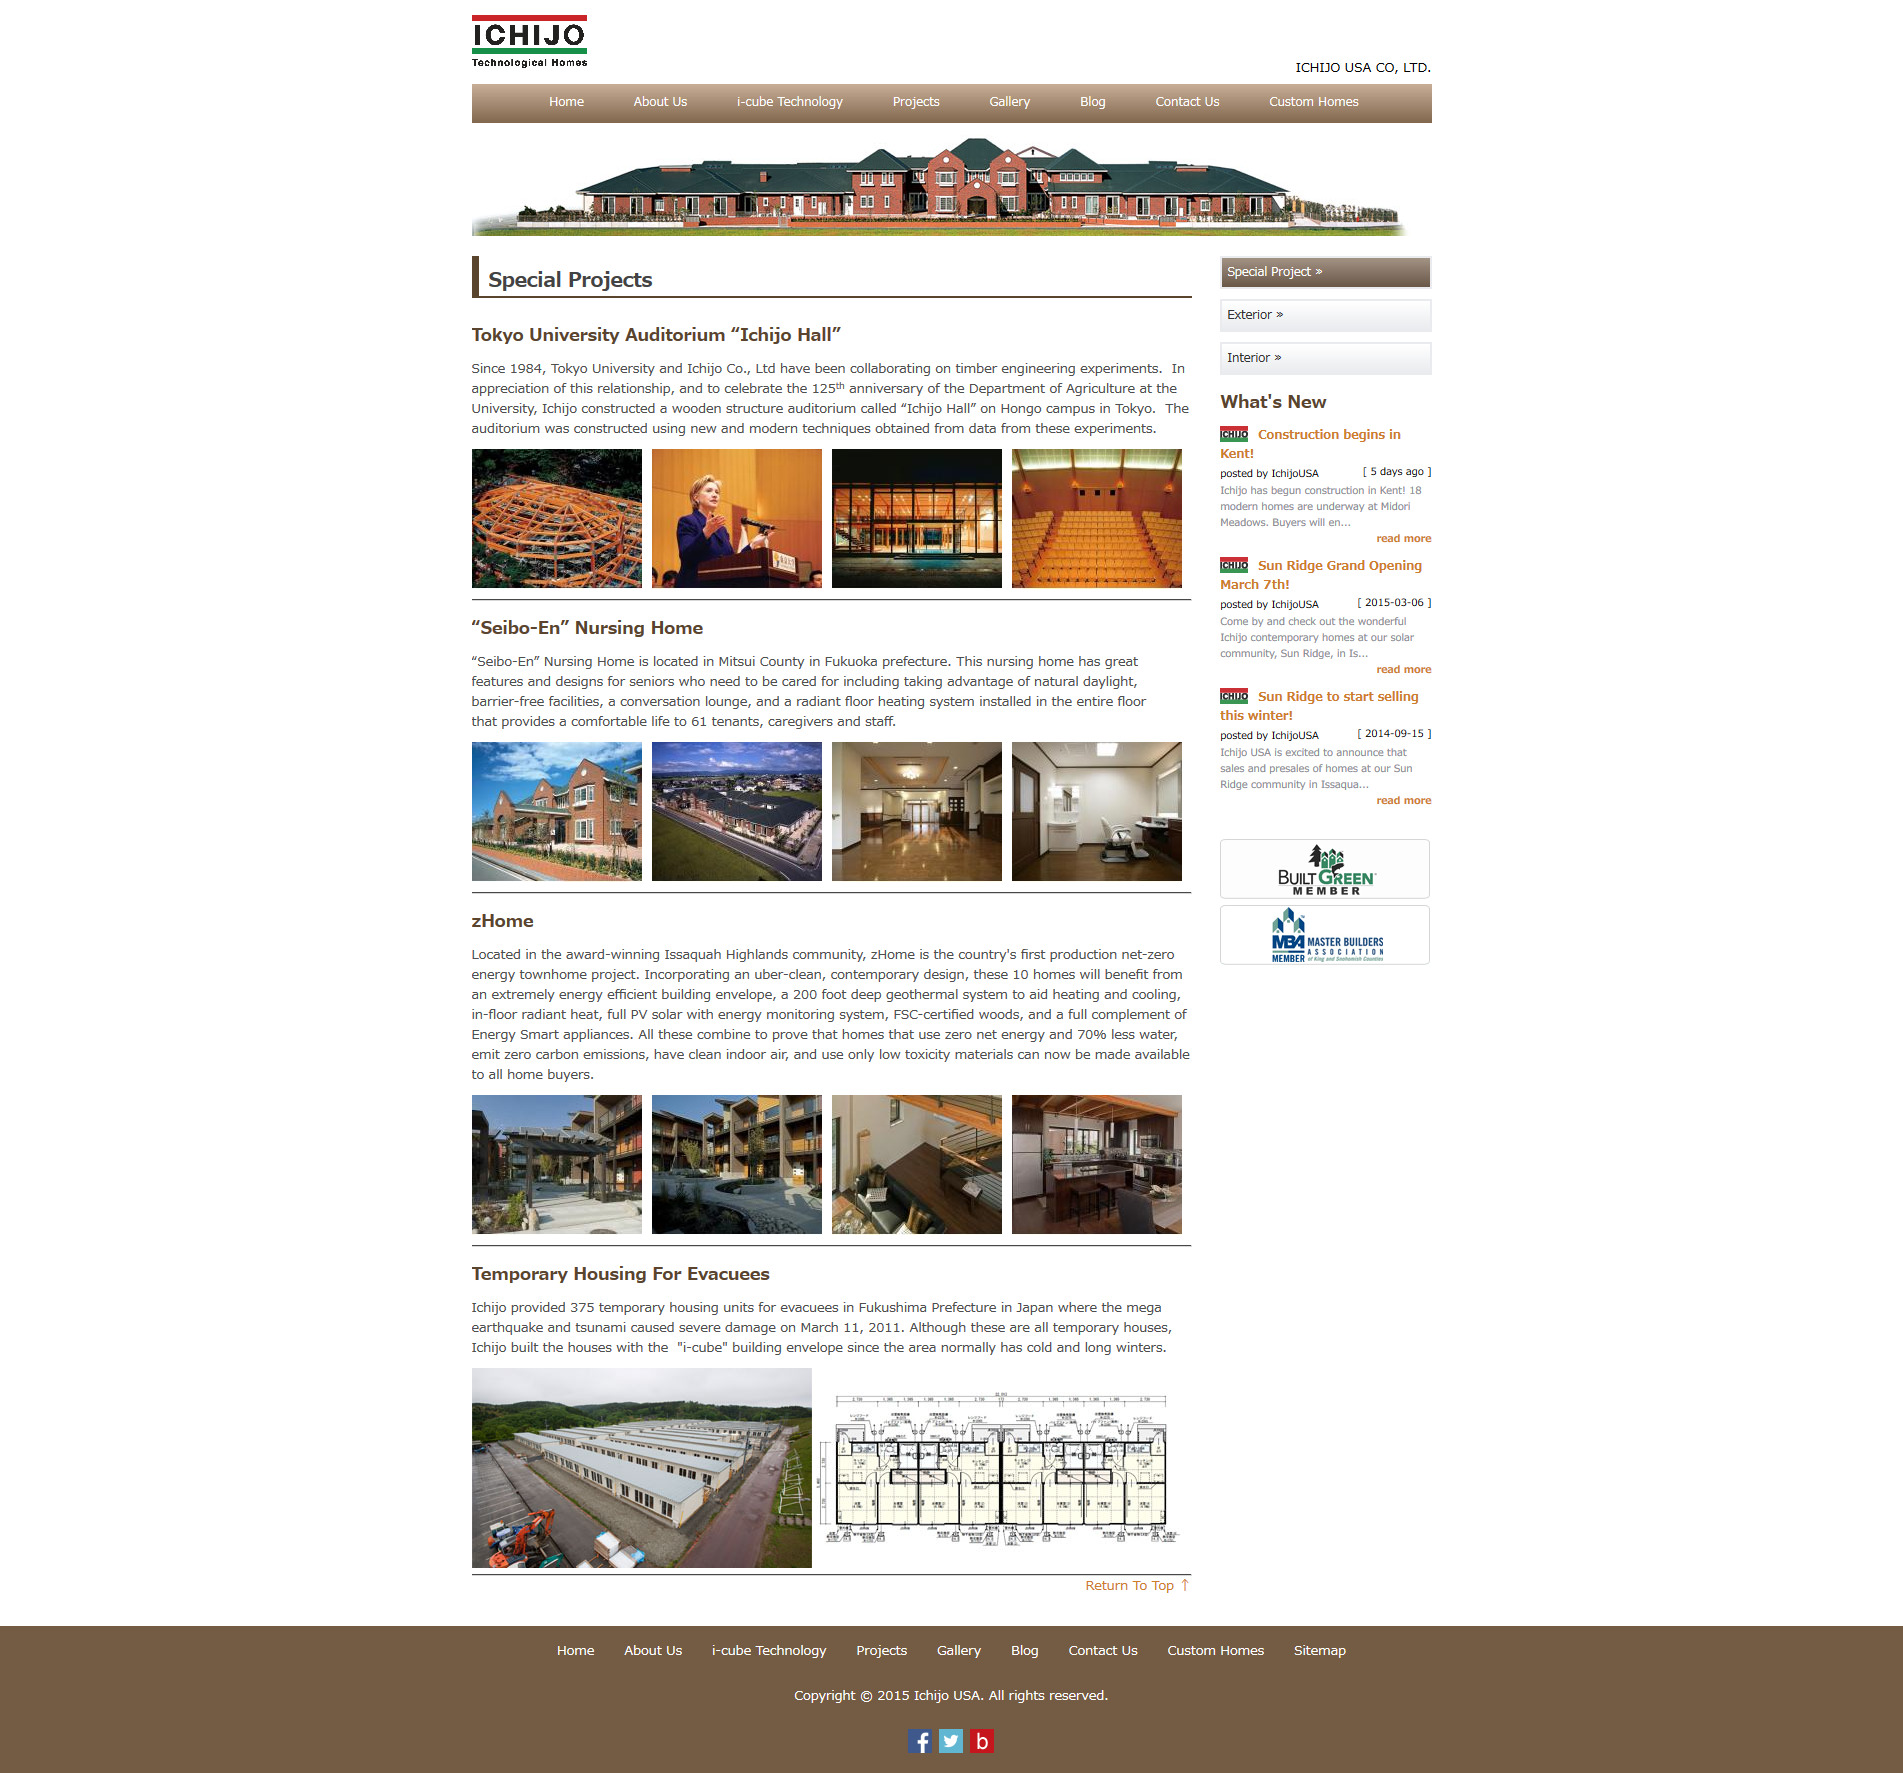 ICHIJO
Technological Homes
ICHIJO USA CO, LTD.
Home About Us i-cube Technology Projects Gallery Blog Contact Us Custom Homes
Special Projects
Tokyo University Auditorium “Ichijo Hall”
Since 1984, Tokyo University and Ichijo Co., Ltd have been collaborating on timber engineering experiments. In
appreciation of this relationship, and to celebrate the 125th anniversary of the Department of Agriculture at the
University, Ichijo constructed a wooden structure auditorium called “Ichijo Hall” on Hongo campus in Tokyo. The
auditorium was constructed using new and modern techniques obtained from data from these experiments.
“Seibo-En” Nursing Home
“Seibo-En” Nursing Home is located in Mitsui County in Fukuoka prefecture. This nursing home has great
features and designs for seniors who need to be cared for including taking advantage of natural daylight,
barrier-free facilities, a conversation lounge, and a radiant floor heating system installed in the entire floor
that provides a comfortable life to 61 tenants, caregivers and staff.
zHome
Located in the award-winning Issaquah Highlands community, zHome is the country's first production net-zero
energy townhome project. Incorporating an uber-clean, contemporary design, these 10 homes will benefit from
an extremely energy efficient building envelope, a 200 foot deep geothermal system to aid heating and cooling,
in-floor radiant heat, full PV solar with energy monitoring system, FSC-certified woods, and a full complement of
Energy Smart appliances. All these combine to prove that homes that use zero net energy and 70% less water,
emit zero carbon emissions, have clean indoor air, and use only low toxicity materials can now be made available
to all home buyers.
Temporary Housing For Evacuees
Ichijo provided 375 temporary housing units for evacuees in Fukushima Prefecture in Japan where the mega
earthquake and tsunami caused severe damage on March 11, 2011. Although these are all temporary houses,
Ichijo built the houses with the "i-cube" building envelope since the area normally has cold and long winters.
Return To Top ↑
Special Project »
Exterior »
Interior »
What's New
ICHIJO Construction begins in
Kent!
posted by IchijoUSA [ 5 days ago ]
Ichijo has begun construction in Kent! 18
modern homes are underway at Midori
Meadows. Buyers will en...
read more
ICHIJO Sun Ridge Grand Opening
March 7th!
posted by IchijoUSA [ 2015-03-06 ]
Come by and check out the wonderful
Ichijo contemporary homes at our solar
community, Sun Ridge, in Is...
read more
ICHIJO Sun Ridge to start selling
this winter!
posted by IchijoUSA [ 2014-09-15 ]
Ichijo USA is excited to announce that
sales and presales of homes at our Sun
Ridge community in Issaqua...
read more
BUILT GREEN
MEMBER
MBA MASTER BUILDERS
ASSOCIATION
MEMBER of King and Snohomish Counties
Home About Us i-cube Technology Projects Gallery Blog Contact Us Custom Homes Sitemap
Copyright © 2015 Ichijo USA. All rights reserved.
f b